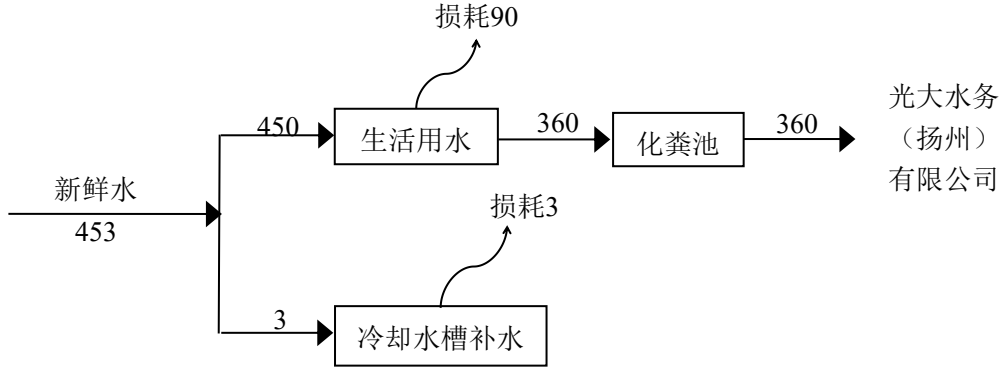 损耗90
450
生活用水
360
化粪池
360
光大水务
（扬州）
有限公司
新鲜水
453
损耗3
3
冷却水槽补水